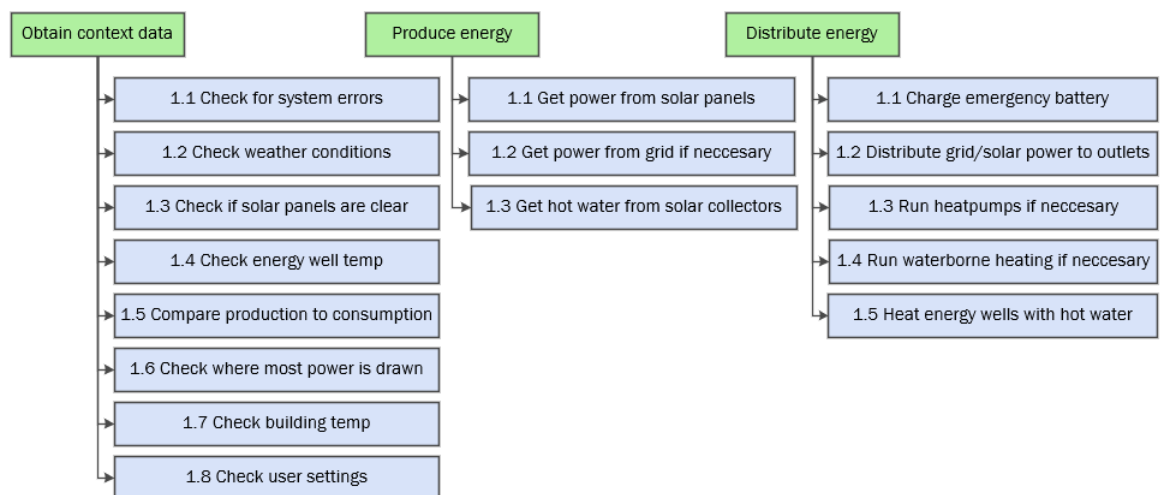 Obtain context data
1.1 Check for system errors
1.2 Check weather conditions
1.3 Check if solar panels are clear
1.4 Check energy well temp
1.5 Compare production to consumption
1.6 Check where most power is drawn
1.7 Check building temp
1.8 Check user settings
Produce energy
1.1 Get power from solar panels
1.2 Get power from grid if neccesary
1.3 Get hot water from solar collectors
Distribute energy
1.1 Charge emergency battery
1.2 Distribute grid/solar power to outlets
1.3 Run heatpumps if neccesary
1.4 Run waterborne heating if neccesary
1.5 Heat energy wells with hot water